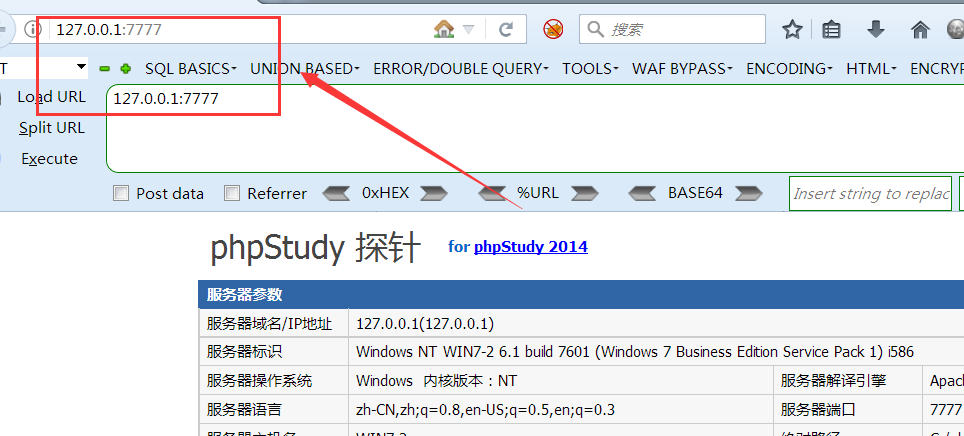 127.0.0.1:7777
搜索
T
SQL BASICS
UNION BASED
ERROR/DOUBLE QUERY
TOOLS
WAF BYPASS
ENCODING
HTML
ENCRY
Load URL
127.0.0.1:7777
Split URL
Execute
Post data
Referrer
0xHEX
%URL
BASE64
Insert string to replac
phpStudy 探针
for phpStudy 2014
服务器参数
服务器域名/IP地址
127.0.0.1(127.0.0.1)
服务器标识
Windows NT WIN7-2 6.1 build 7601 (Windows 7 Business Edition Service Pack 1) i586
服务器操作系统
Windows 内核版本：NT
服务器解译引擎
Apac
服务器语言
zh-CN,zh;q=0.8,en-US;q=0.5,en;q=0.3
服务器端口
7777